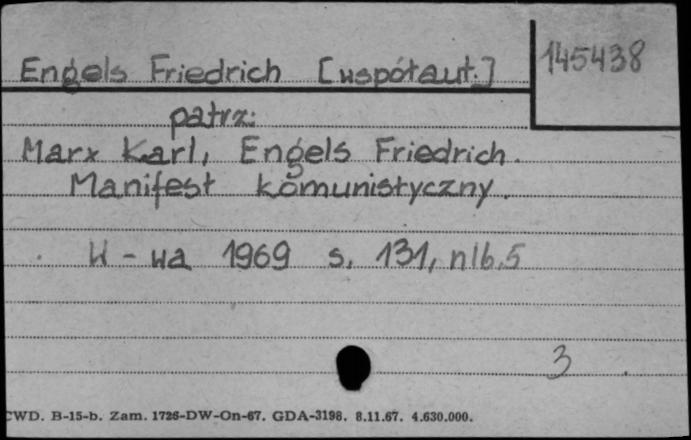 Engels Friedrich [współaut.]
145438
patrz:
Marx Karl, Engels Friedrich.
Manifest komunistyczny.
W-wa 1969 s. 131, nlb. 5
3
CWD. B-15-b. Zam. 1726-DW-On-67. GDA-3198. 8.11.67. 4.630.000.